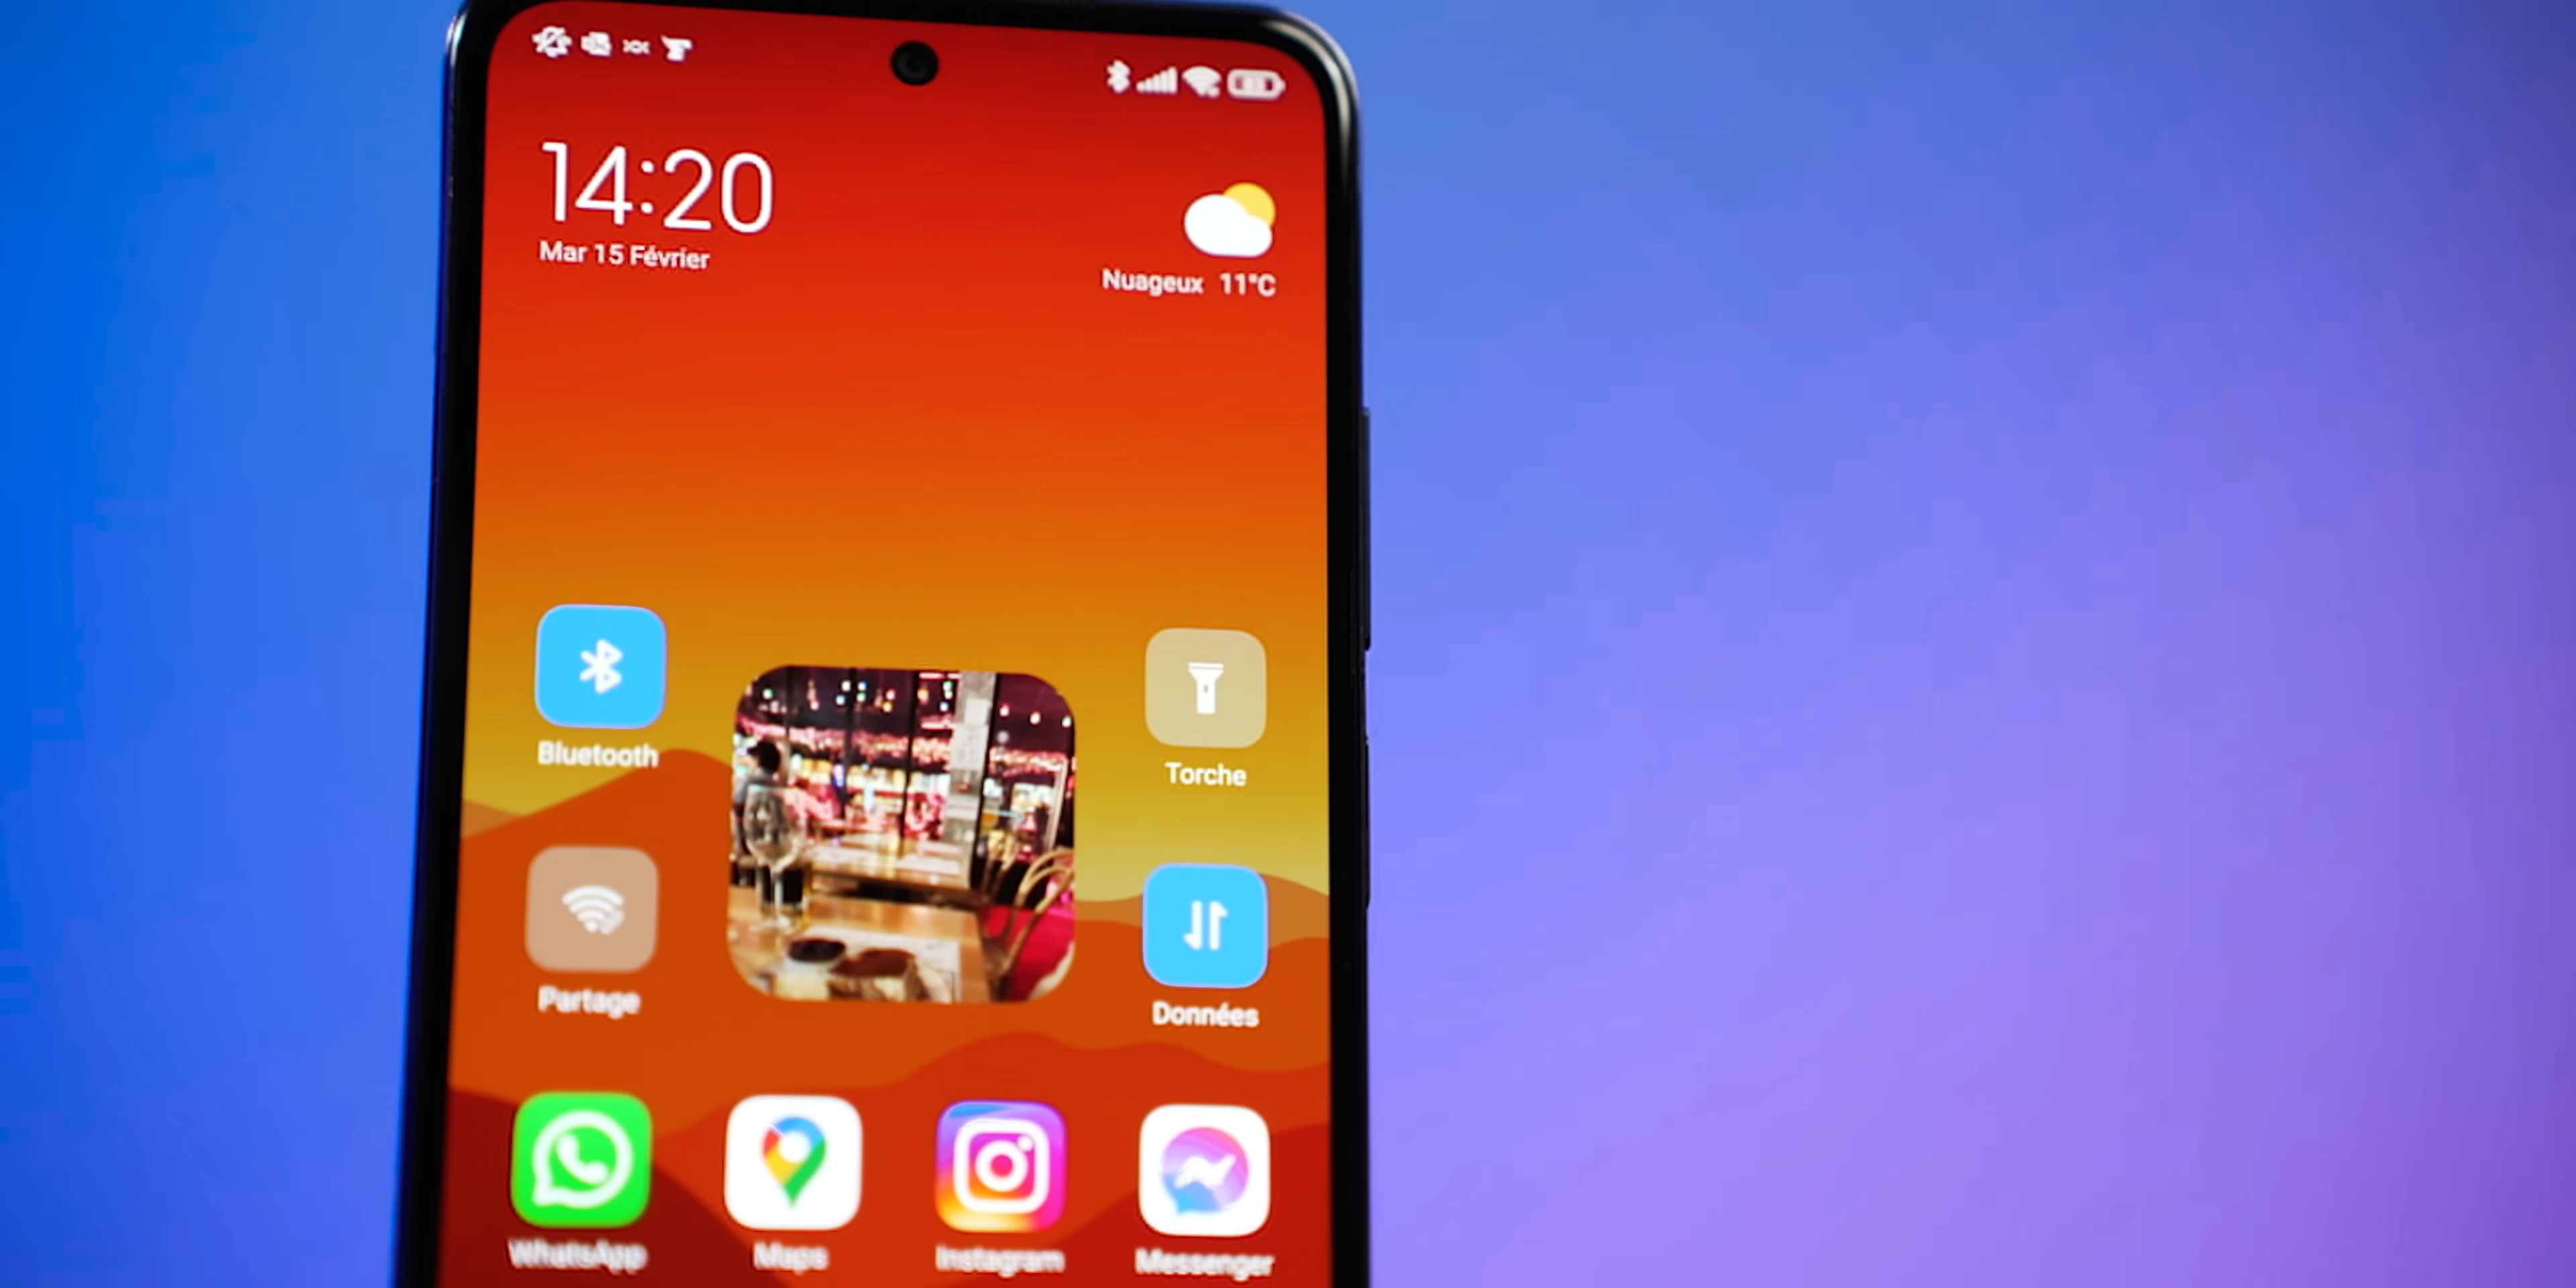 14:20
Mar 15 Février
Nuageux 11°C
Bluetooth
Torche
Partage
Données
WhatsApp
Maps
Instagram
Messenger